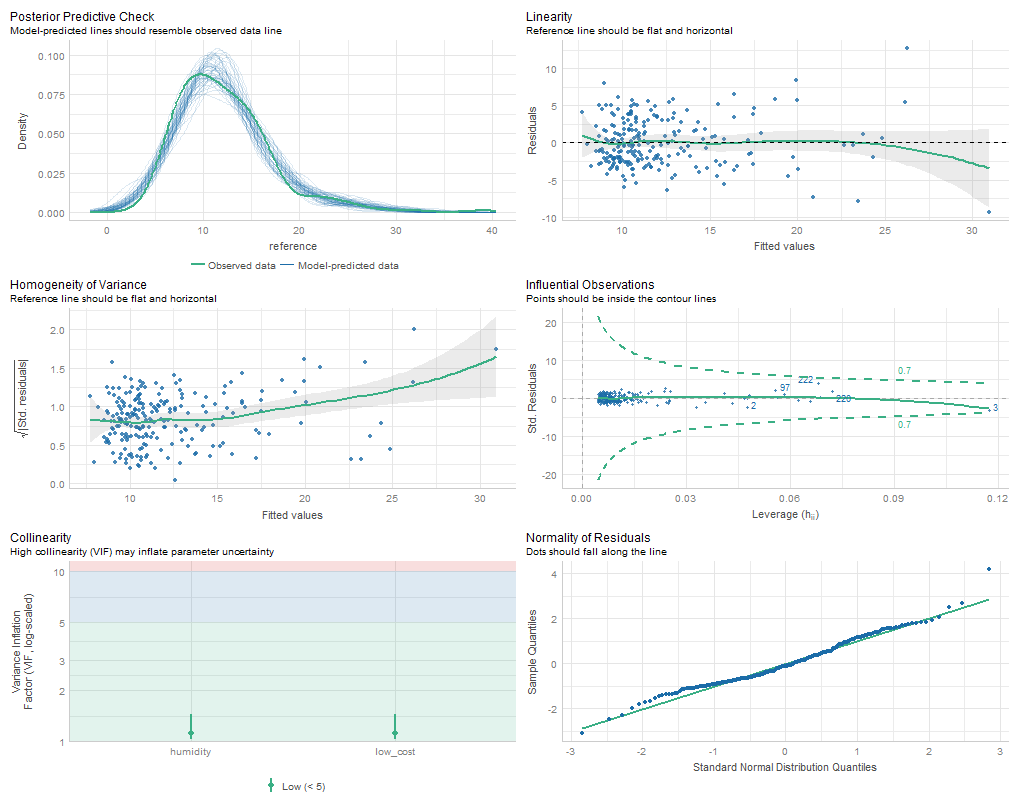 Posterior Predictive Check
Model-predicted lines should resemble observed data line
Density
0.100
0.075
0.050
0.025
0.000
0
10
20
30
40
reference
Observed data
Model-predicted data
Linearity
Reference line should be flat and horizontal
Residuals
10
5
0
-5
-10
10
15
20
25
30
Fitted values
Homogeneity of Variance
Reference line should be flat and horizontal
√|Std. residuals|
2.0
1.5
1.0
0.5
0.0
10
15
20
25
30
Fitted values
Influential Observations
Points should be inside the contour lines
Std. Residuals
20
10
0
-10
-20
0.7
222
97
2
3
0.7
0.00
0.03
0.06
0.09
0.12
Leverage (hii)
Collinearity
High collinearity (VIF) may inflate parameter uncertainty
Variance Inflation
Factor (VIF, log-scaled)
10
5
3
2
1
humidity
low_cost
Low (< 5)
Normality of Residuals
Dots should fall along the line
Sample Quantiles
4
2
0
-2
-3
-2
-1
0
1
2
3
Standard Normal Distribution Quantiles